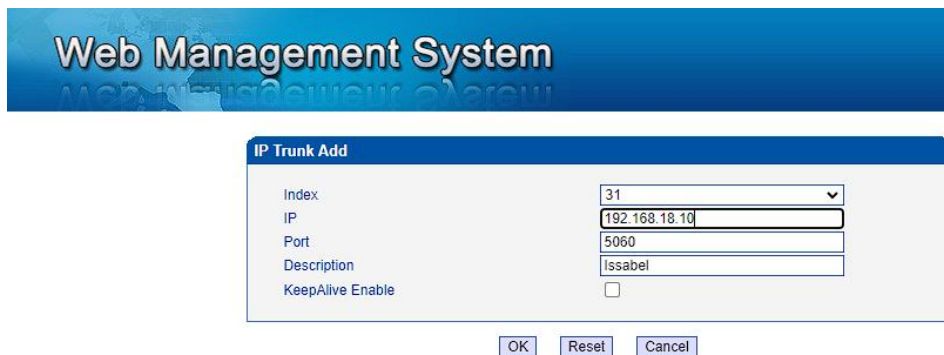 Web Management System
IP Trunk Add
Index 31
IP 192.168.18.10
Port 5060
Description Issabel
KeepAlive Enable
OK Reset Cancel